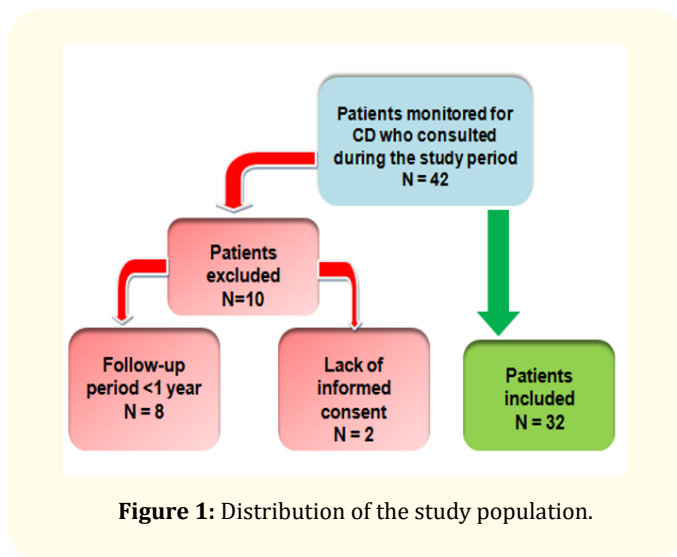 Patients monitored for
CD who consulted
during the study period
N = 42
Patients
excluded
N=10
Follow-up
period <1 year
N = 8
Lack of
informed
consent
N = 2
Patients
included
N = 32
Figure 1: Distribution of the study population.